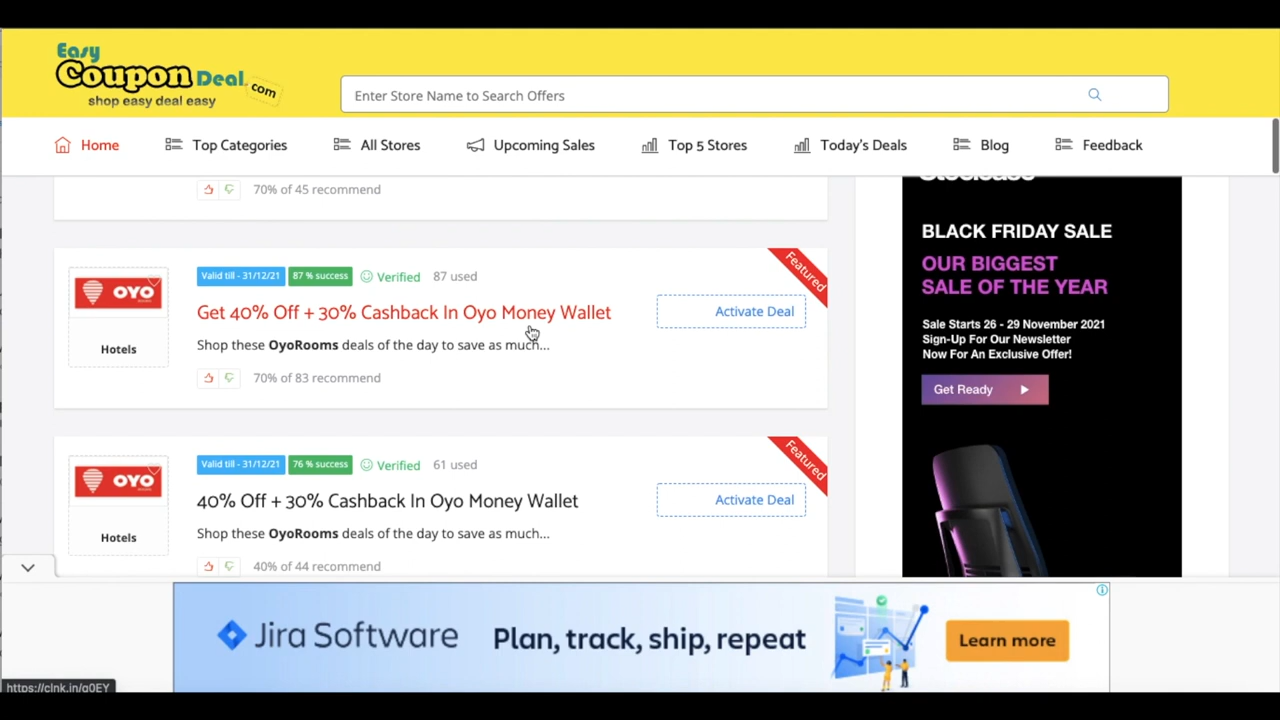 Easy
Coupon Deal.com
shop easy deal easy
Enter Store Name to Search Offers
Home
Top Categories
All Stores
Upcoming Sales
Top 5 Stores
Today's Deals
Blog
Feedback
70% of 45 recommend
Steelcase
BLACK FRIDAY SALE
OUR BIGGEST
SALE OF THE YEAR
Sale Starts 26 - 29 November 2021
Sign-Up For Our Newsletter
Now For An Exclusive Offer!
Get Ready
OYO
Hotels
Valid till - 31/12/21
87 % success
Verified
87 used
Featured
Get 40% Off + 30% Cashback In Oyo Money Wallet
Activate Deal
Shop these OyoRooms deals of the day to save as much...
70% of 83 recommend
OYO
Hotels
Valid till - 31/12/21
76 % success
Verified
61 used
Featured
40% Off + 30% Cashback In Oyo Money Wallet
Activate Deal
Shop these OyoRooms deals of the day to save as much...
40% of 44 recommend
Jira Software
Plan, track, ship, repeat
Learn more
https://clnk.in/q0EY